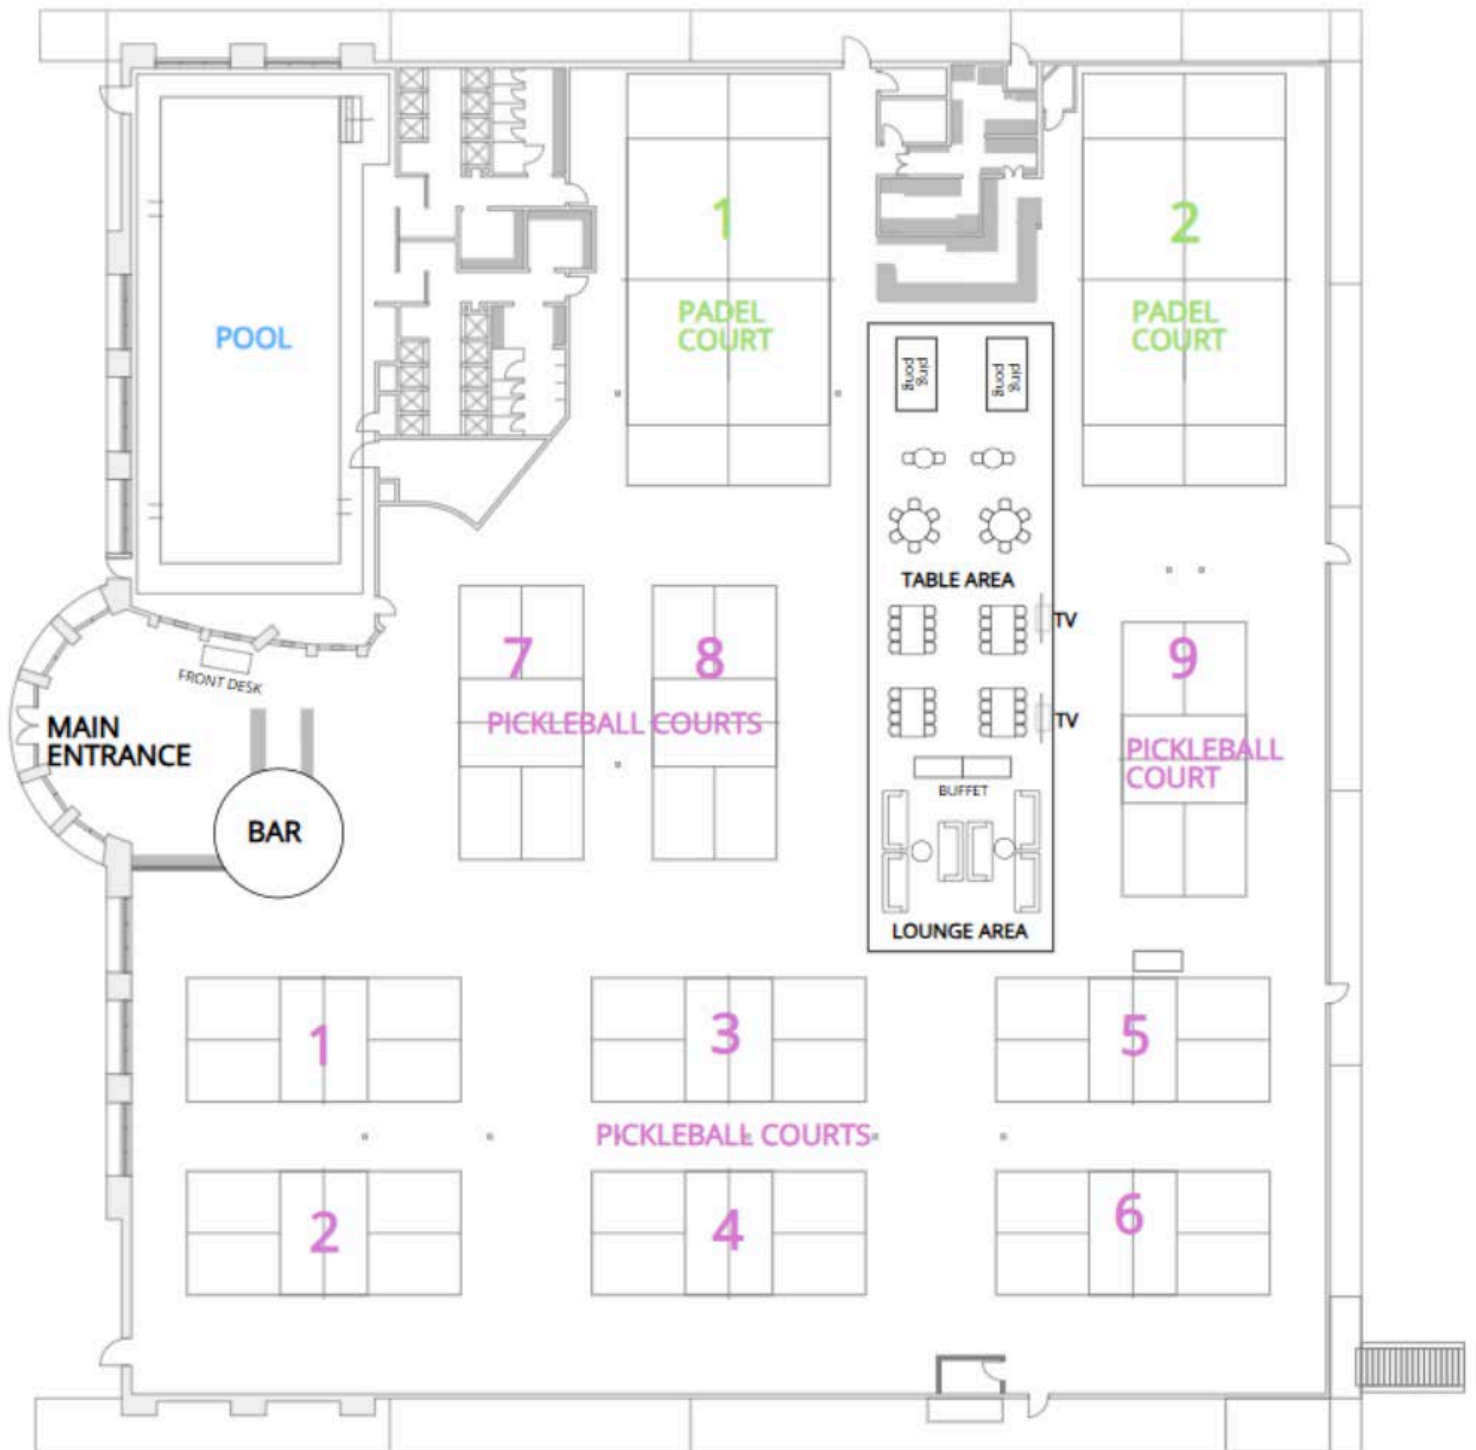 1
2
POOL
PADEL
COURT
PADEL
COURT
ping
pong
ping
pong
TABLE AREA
TV
7
8
9
FRONT DESK
MAIN
ENTRANCE
PICKLEBALL COURTS
TV
PICKLEBALL
COURT
BUFFET
BAR
LOUNGE AREA
1
3
5
PICKLEBALL COURTS
2
4
6